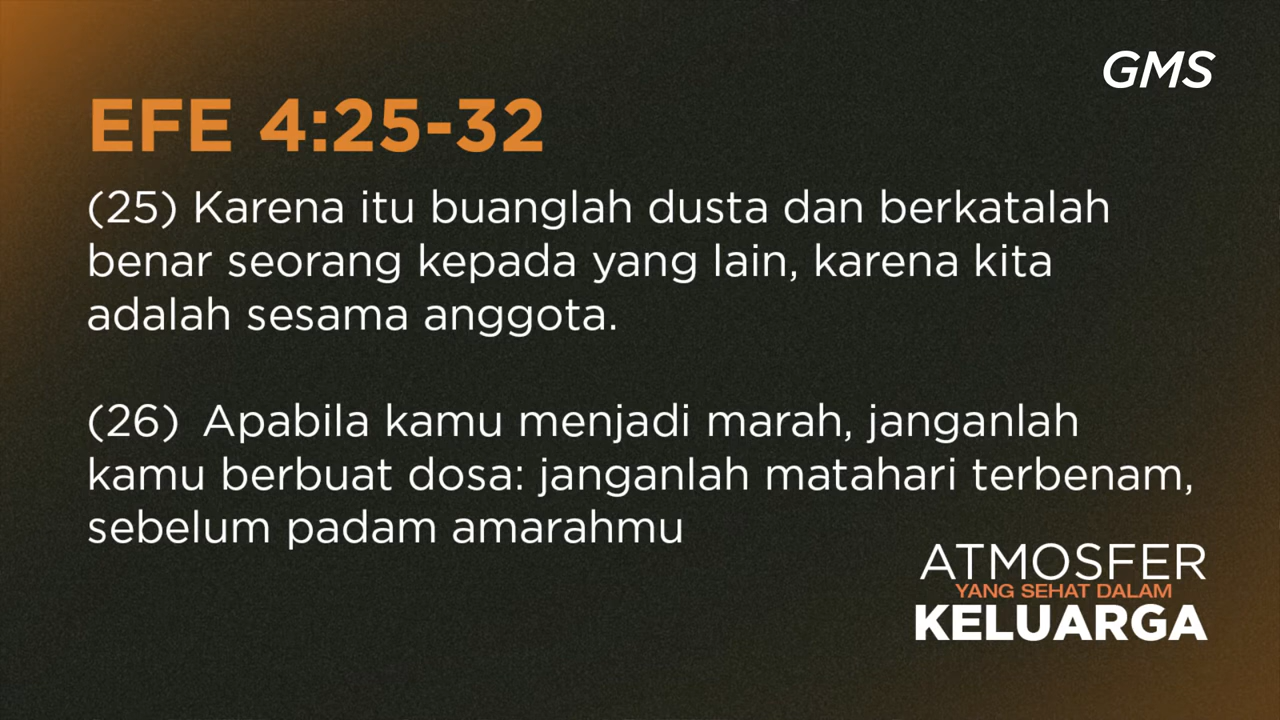 GMS
EFE 4:25-32
(25) Karena itu buanglah dusta dan berkatalah
benar seorang kepada yang lain, karena kita
adalah sesama anggota.
(26) Apabila kamu menjadi marah, janganlah
kamu berbuat dosa: janganlah matahari terbenam,
sebelum padam amarahmu
ATMOSFER
YANG SEHAT DALAM
KELUARGA